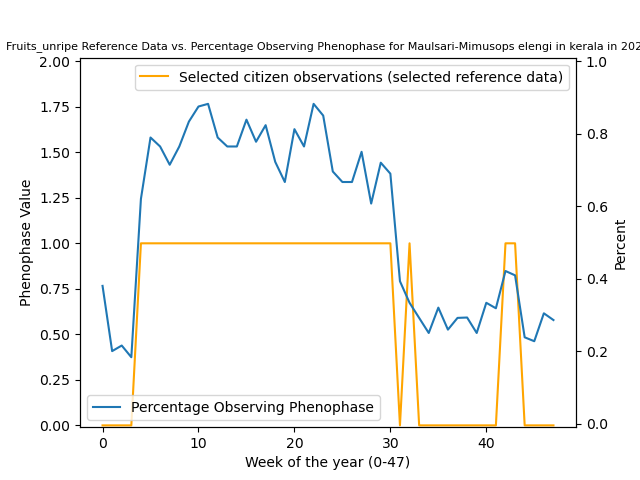 Fruits_unripe Reference Data vs. Percentage Observing Phenophase for Maulsari-Mimusops elengi in kerala in 202
Selected citizen observations (selected reference data)
Percentage Observing Phenophase
Phenophase Value
2.00
1.75
1.50
1.25
1.00
0.75
0.50
0.25
0.00
1.0
0.8
0.6
0.4
0.2
0.0
Percent
0 10 20 30 40
Week of the year (0-47)